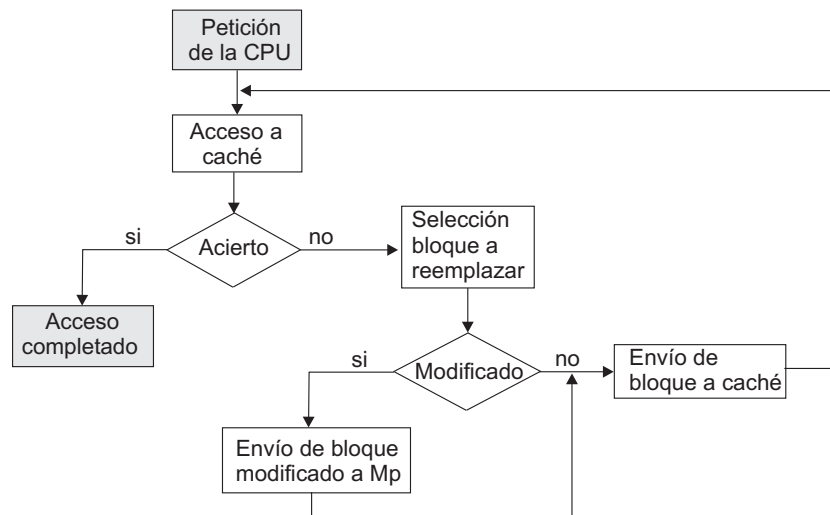 Petición
de la CPU
Acceso a
caché
Acierto
si
no
Selección
bloque a
reemplazar
Acceso
completado
Modificado
si
no
Envío de
bloque a caché
Envío de bloque
modificado a Mp